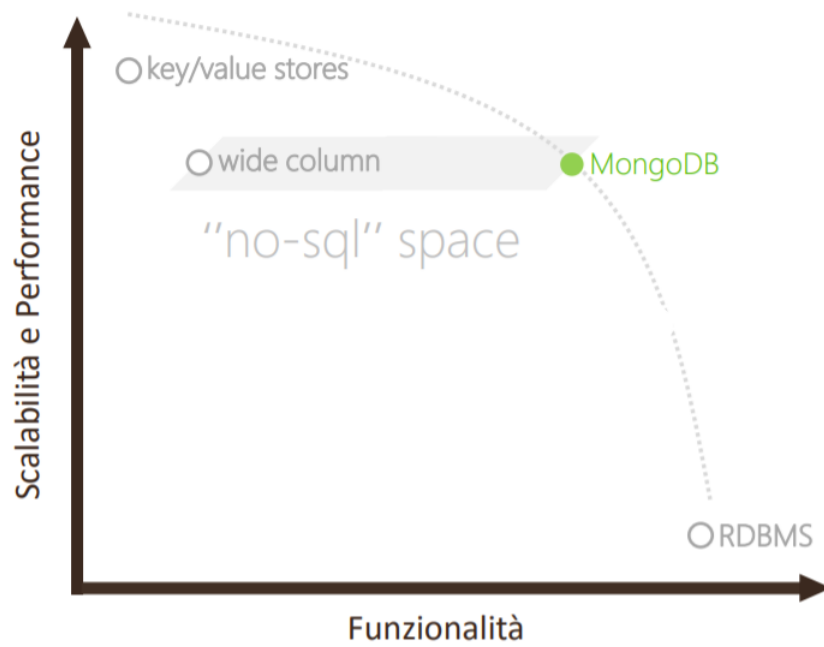 key/value stores
wide column
MongoDB
‘‘no-sql’’ space
RDBMS
Scalabilità e Performance
Funzionalità